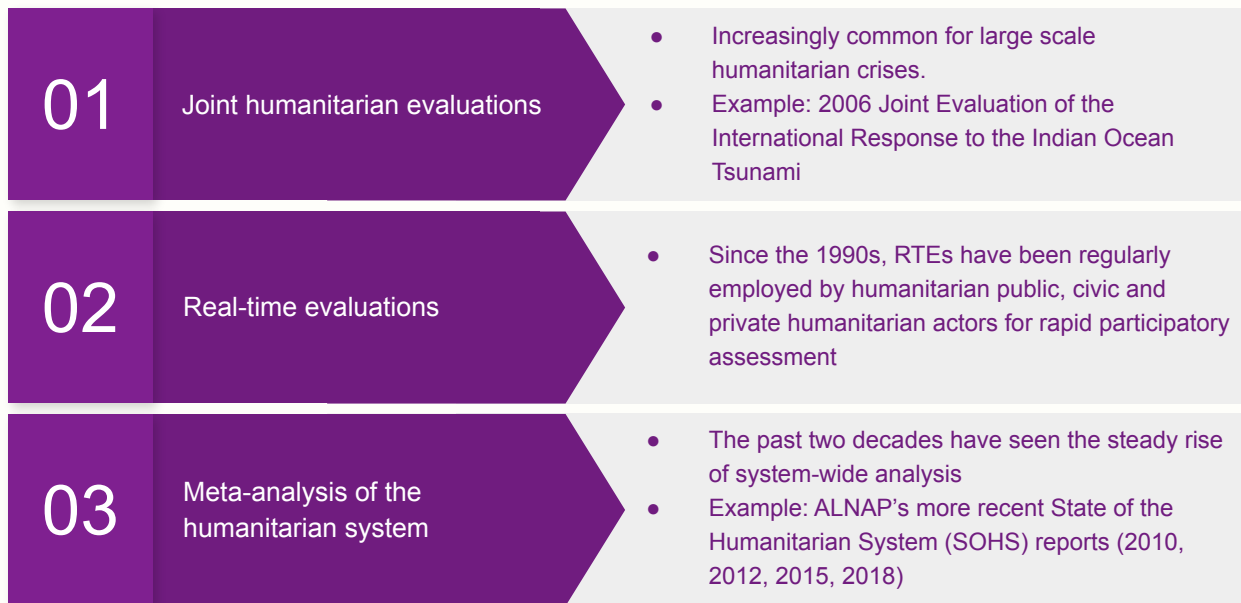 01
Joint humanitarian evaluations
● Increasingly common for large scale
humanitarian crises.
● Example: 2006 Joint Evaluation of the
International Response to the Indian Ocean
Tsunami
02
Real-time evaluations
● Since the 1990s, RTEs have been regularly
employed by humanitarian public, civic and
private humanitarian actors for rapid participatory
assessment
03
Meta-analysis of the
humanitarian system
● The past two decades have seen the steady rise
of system-wide analysis
● Example: ALNAP’s more recent State of the
Humanitarian System (SOHS) reports (2010,
2012, 2015, 2018)